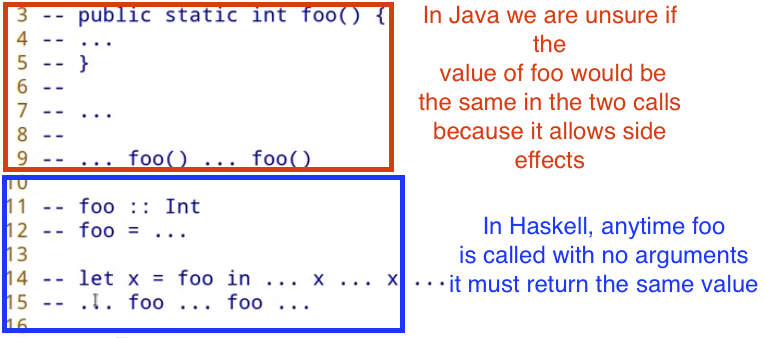 3 -- public static int foo() {
4 -- ...
5 -- }
6 --
7 -- ...
8 --
9 -- ... foo() ... foo()
In Java we are unsure if
the
value of foo would be
the same in the two calls
because it allows side
effects
10
11 -- foo :: Int
12 -- foo = ...
13
14 -- let x = foo in ... x ... x ...
15 -- ... foo ... foo ...
16
In Haskell, anytime foo
is called with no arguments
it must return the same value